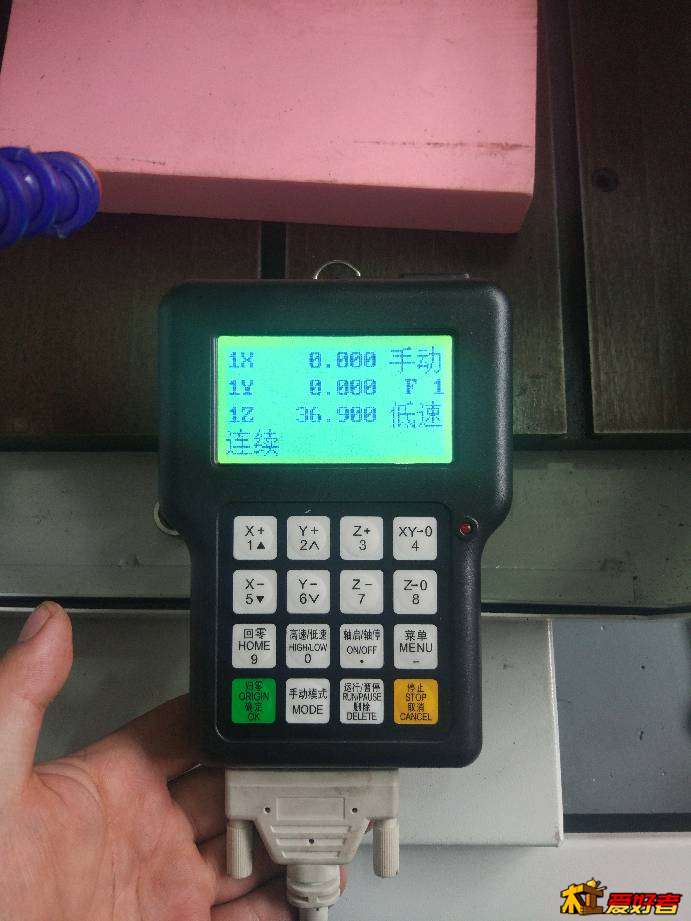 1X 0.000 手动
1Y 0.000 F 1
1Z 36.900 低速
连续
X+ Y+ Z+ XY-0
1▲ 2∧ 3 4
X- Y- Z- Z-0
5▼ 6∨ 7 8
回零 高速/低速 轴启/轴停 菜单
HOME HIGH/LOW ON/OFF MENU
9 0 • -
归零 手动模式 运行/暂停 停止
ORIGIN MODE RUN/PAUSE STOP
确定 删除 取消
OK DELETE CANCEL
木工爱好者